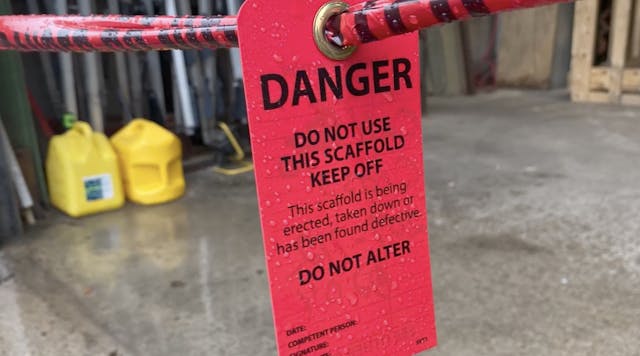 DANGER
DO NOT USE
THIS SCAFFOLD
KEEP OFF
This scaffold is being
erected, taken down or
has been found defective
DO NOT ALTER
DATE:
COMPETENT PERSON:
SIGNATURE: